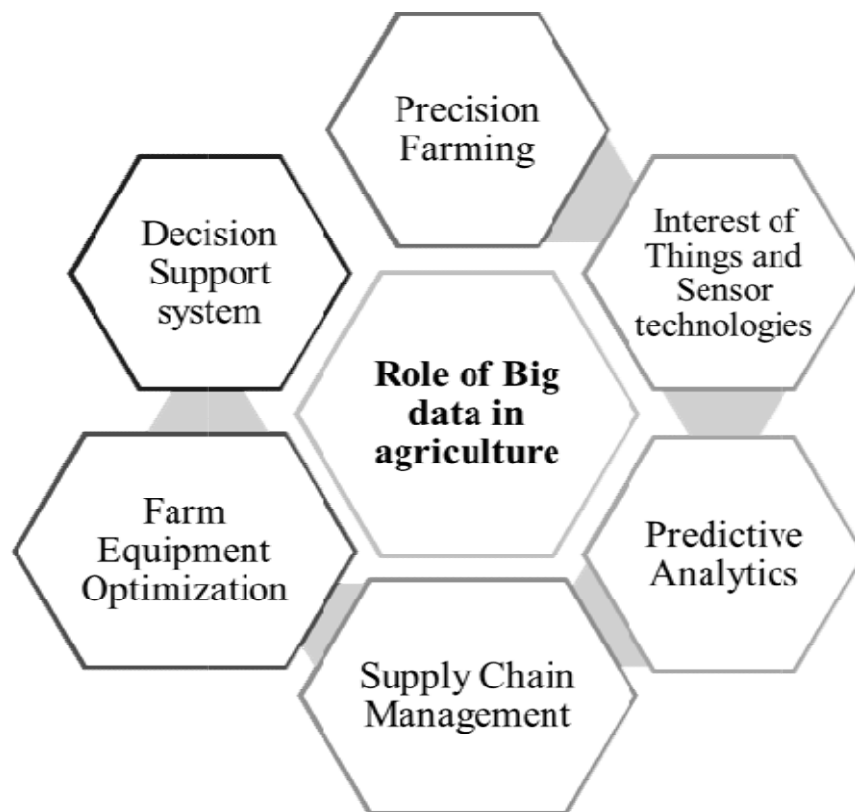 Precision
Farming
Interest of
Things and
Sensor
technologies
Predictive
Analytics
Supply Chain
Management
Farm
Equipment
Optimization
Decision
Support
system
Role of Big
data in
agriculture